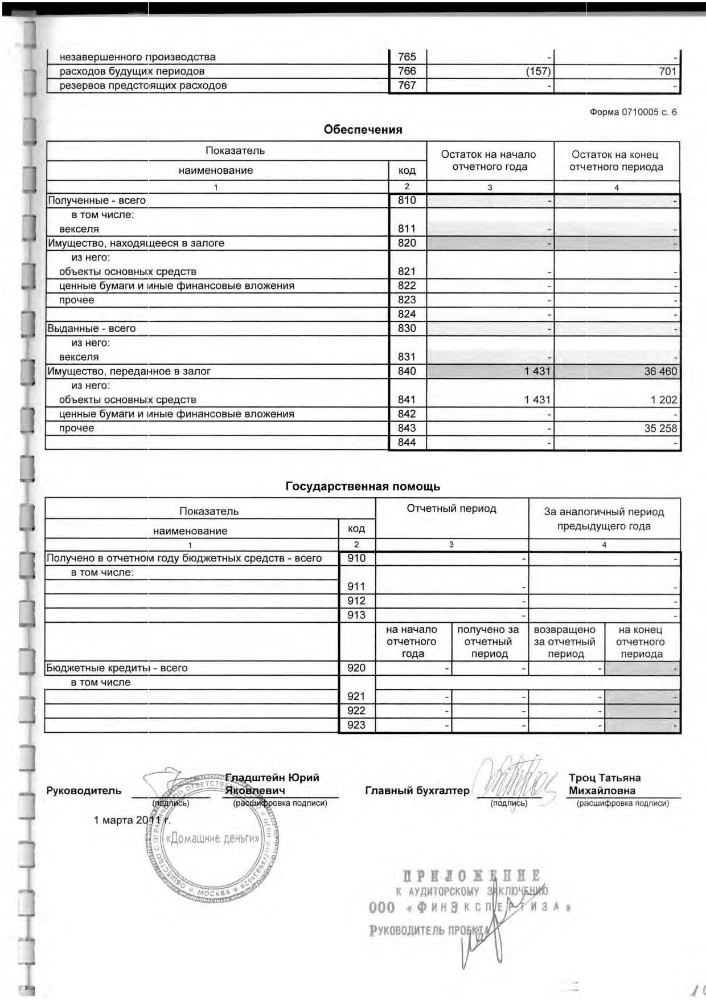 незавершенного производства 765 - -
расходов будущих периодов 766 (157) 701
резервов предстоящих расходов 767 - -
Форма 0710005 с. 6
Обеспечения
Показатель
Остаток на начало отчетного года
Остаток на конец отчетного периода
наименование код
1 2 3 4
Полученные - всего 810 - -
в том числе:
векселя 811 - -
Имущество, находящееся в залоге 820 - -
из него:
объекты основных средств 821 - -
ценные бумаги и иные финансовые вложения 822 - -
прочее 823 - -
824 - -
Выданные - всего 830 - -
из него:
векселя 831 - -
Имущество, переданное в залог 840 1 431 36 460
из него:
объекты основных средств 841 1 431 1 202
ценные бумаги и иные финансовые вложения 842 - -
прочее 843 - 35 258
844 - -
Государственная помощь
Показатель
Отчетный период
За аналогичный период предыдущего года
наименование код
1 2 3 4
Получено в отчетном году бюджетных средств - всего 910 - -
в том числе:
911 - -
912 - -
913 - -
на начало отчетного года
получено за отчетный период
возвращено за отчетный период
на конец отчетного периода
Бюджетные кредиты - всего 920 - - - -
в том числе
921 - - - -
922 - - - -
923 - - - -
Руководитель
Гладштейн Юрий
Яковлевич
(подпись) (расшифровка подписи)
Главный бухгалтер
Троц Татьяна
Михайловна
(подпись) (расшифровка подписи)
1 марта 2011 г.
ОБЩЕСТВО С ОГРАНИЧЕННОЙ ОТВЕТСТВЕННОСТЬЮ
ОГРН
МОСКВА
«Домашние деньги»
ПРИЛОЖЕНИЕ
К АУДИТОРСКОМУ ЗАКЛЮЧЕНИЮ
ООО «ФИНЭКСПЕРТИЗА»
РУКОВОДИТЕЛЬ ПРОЕКТА